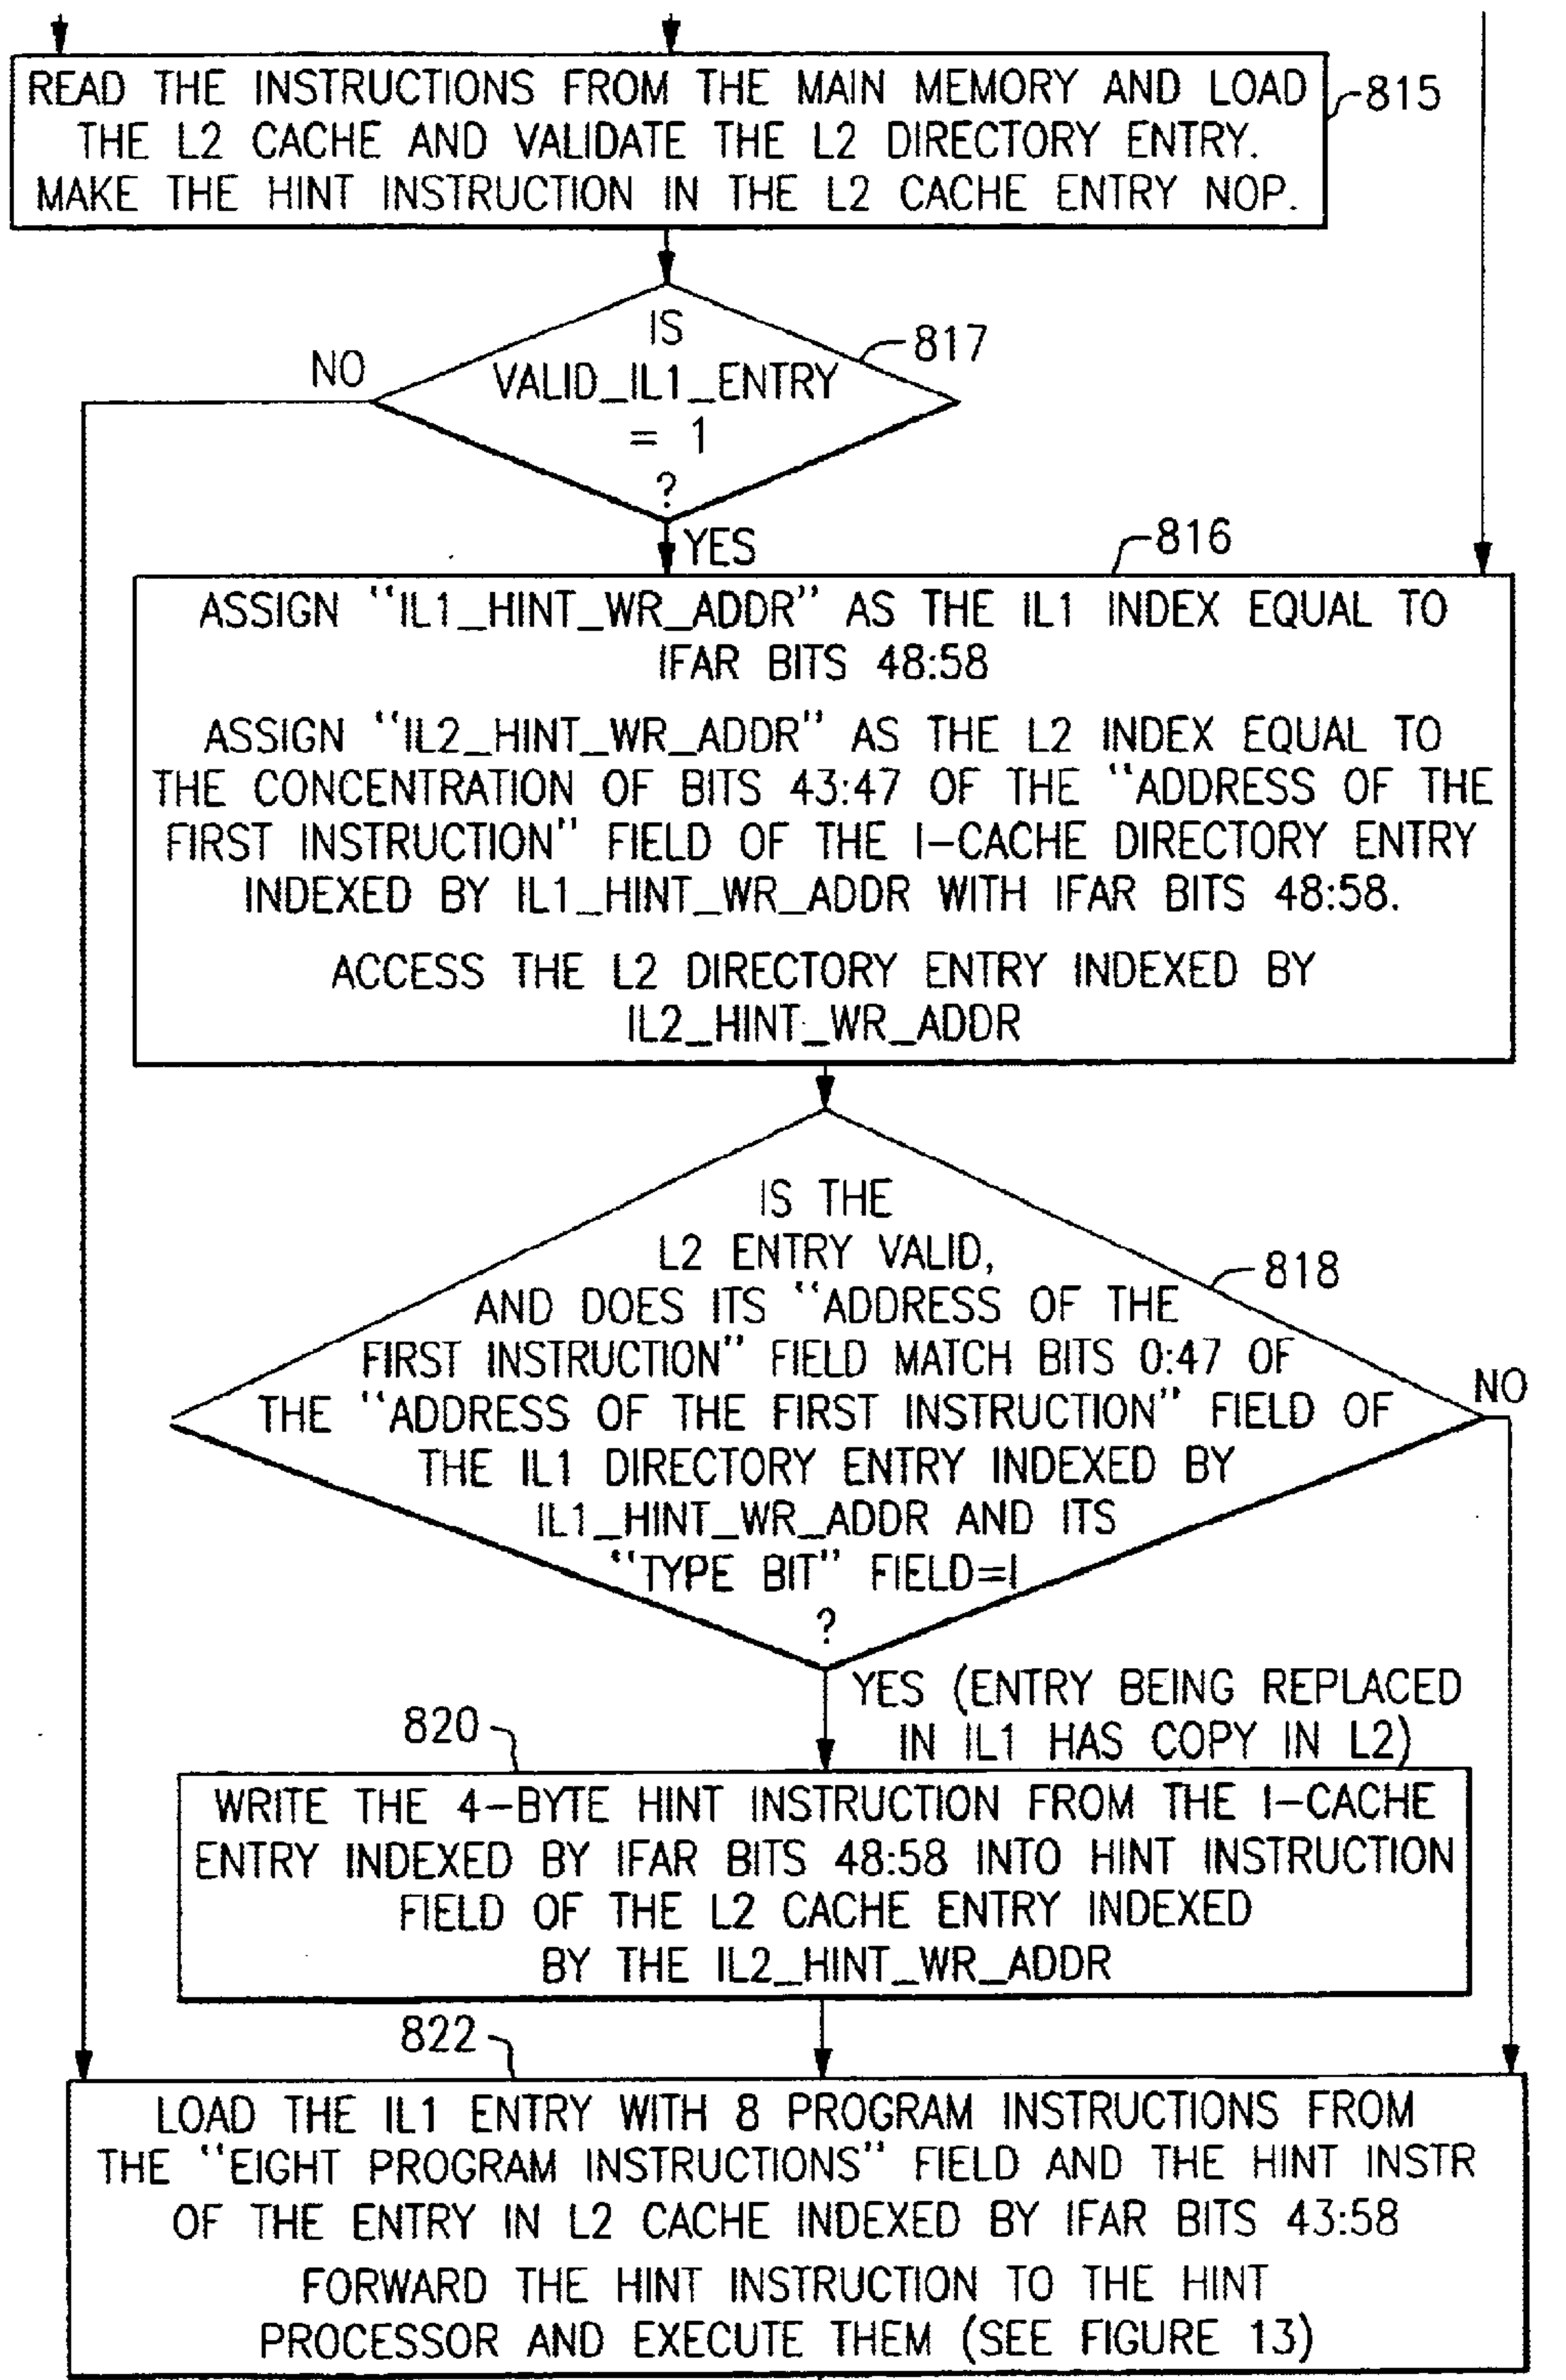 READ THE INSTRUCTIONS FROM THE MAIN MEMORY AND LOAD
THE L2 CACHE AND VALIDATE THE L2 DIRECTORY ENTRY.
MAKE THE HINT INSTRUCTION IN THE L2 CACHE ENTRY NOP.
815
IS
VALID_IL1_ENTRY
= 1
?
817
NO
YES
816
ASSIGN "IL1_HINT_WR_ADDR" AS THE IL1 INDEX EQUAL TO
IFAR BITS 48:58
ASSIGN "IL2_HINT_WR_ADDR" AS THE L2 INDEX EQUAL TO
THE CONCENTRATION OF BITS 43:47 OF THE "ADDRESS OF THE
FIRST INSTRUCTION" FIELD OF THE I-CACHE DIRECTORY ENTRY
INDEXED BY IL1_HINT_WR_ADDR WITH IFAR BITS 48:58.
ACCESS THE L2 DIRECTORY ENTRY INDEXED BY
IL2_HINT_WR_ADDR
IS THE
L2 ENTRY VALID,
AND DOES ITS "ADDRESS OF THE
FIRST INSTRUCTION" FIELD MATCH BITS 0:47 OF
THE "ADDRESS OF THE FIRST INSTRUCTION" FIELD OF
THE IL1 DIRECTORY ENTRY INDEXED BY
IL1_HINT_WR_ADDR AND ITS
"TYPE BIT" FIELD=I
?
818
NO
YES (ENTRY BEING REPLACED
IN IL1 HAS COPY IN L2)
820
WRITE THE 4-BYTE HINT INSTRUCTION FROM THE I-CACHE
ENTRY INDEXED BY IFAR BITS 48:58 INTO HINT INSTRUCTION
FIELD OF THE L2 CACHE ENTRY INDEXED
BY THE IL2_HINT_WR_ADDR
822
LOAD THE IL1 ENTRY WITH 8 PROGRAM INSTRUCTIONS FROM
THE "EIGHT PROGRAM INSTRUCTIONS" FIELD AND THE HINT INSTR
OF THE ENTRY IN L2 CACHE INDEXED BY IFAR BITS 43:58
FORWARD THE HINT INSTRUCTION TO THE HINT
PROCESSOR AND EXECUTE THEM (SEE FIGURE 13)